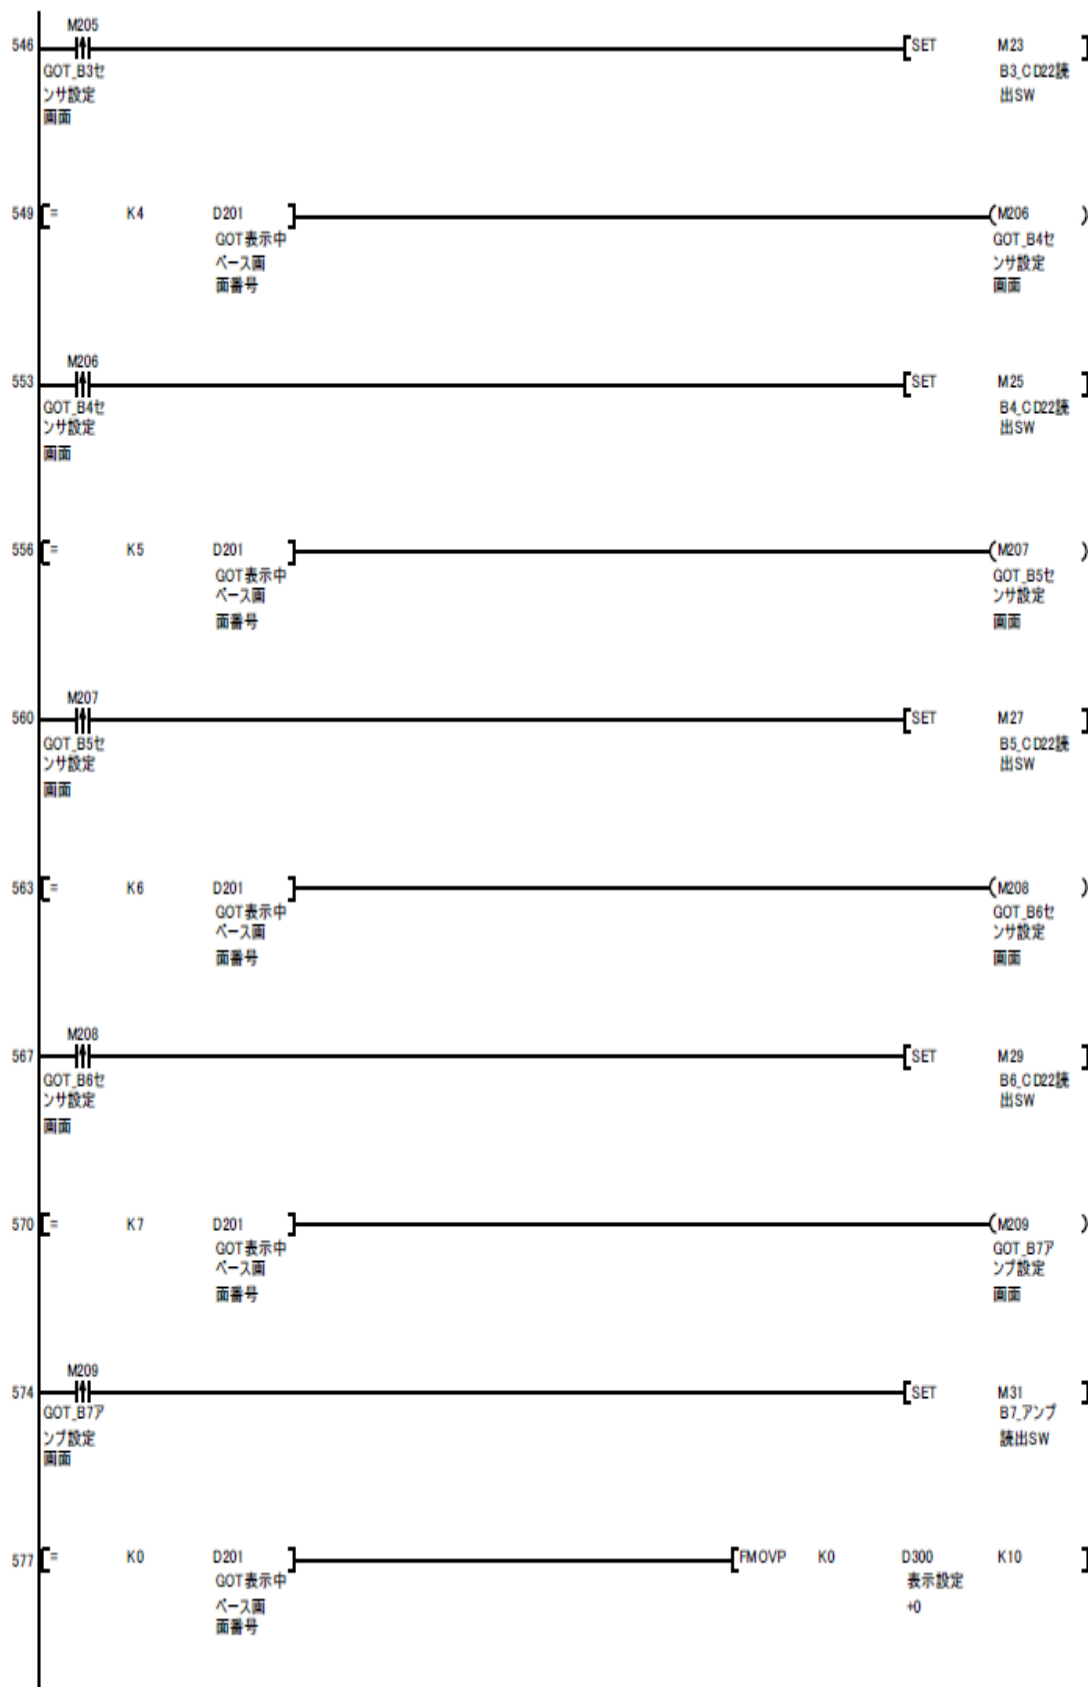 M205
546 SET M23
GOT_B3セ B3_CD22読
ンサ設定 出SW
画面
549 = K4 D201 M206
GOT表示中 GOT_B4セ
ベース画 ンサ設定
面番号 画面
M206
553 SET M25
GOT_B4セ B4_CD22読
ンサ設定 出SW
画面
556 = K5 D201 M207
GOT表示中 GOT_B5セ
ベース画 ンサ設定
面番号 画面
M207
560 SET M27
GOT_B5セ B5_CD22読
ンサ設定 出SW
画面
563 = K6 D201 M208
GOT表示中 GOT_B6セ
ベース画 ンサ設定
面番号 画面
M208
567 SET M29
GOT_B6セ B6_CD22読
ンサ設定 出SW
画面
570 = K7 D201 M209
GOT表示中 GOT_B7ア
ベース画 ンプ設定
面番号 画面
M209
574 SET M31
GOT_B7ア B7_アンプ
ンプ設定 読出SW
画面
577 = K0 D201 FMOVP K0 D300 K10
GOT表示中 表示設定
ベース画 +0
面番号